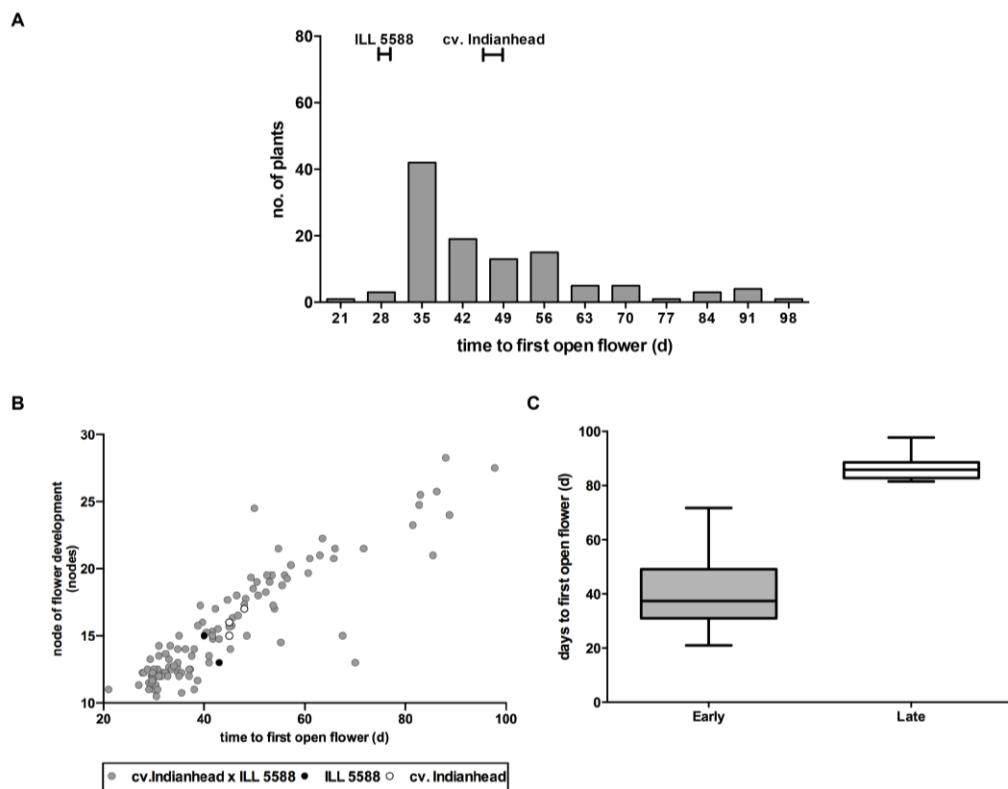 A
ILL 5588 cv. Indianhead
80
60
40
20
0
no. of plants
21 28 35 42 49 56 63 70 77 84 91 98
time to first open flower (d)
B
30
25
20
15
10
node of flower development
(nodes)
20 40 60 80 100
time to first open flower (d)
cv.Indianhead x ILL 5588 ILL 5588 cv. Indianhead
C
100
80
60
40
20
0
days to first open flower (d)
Early Late